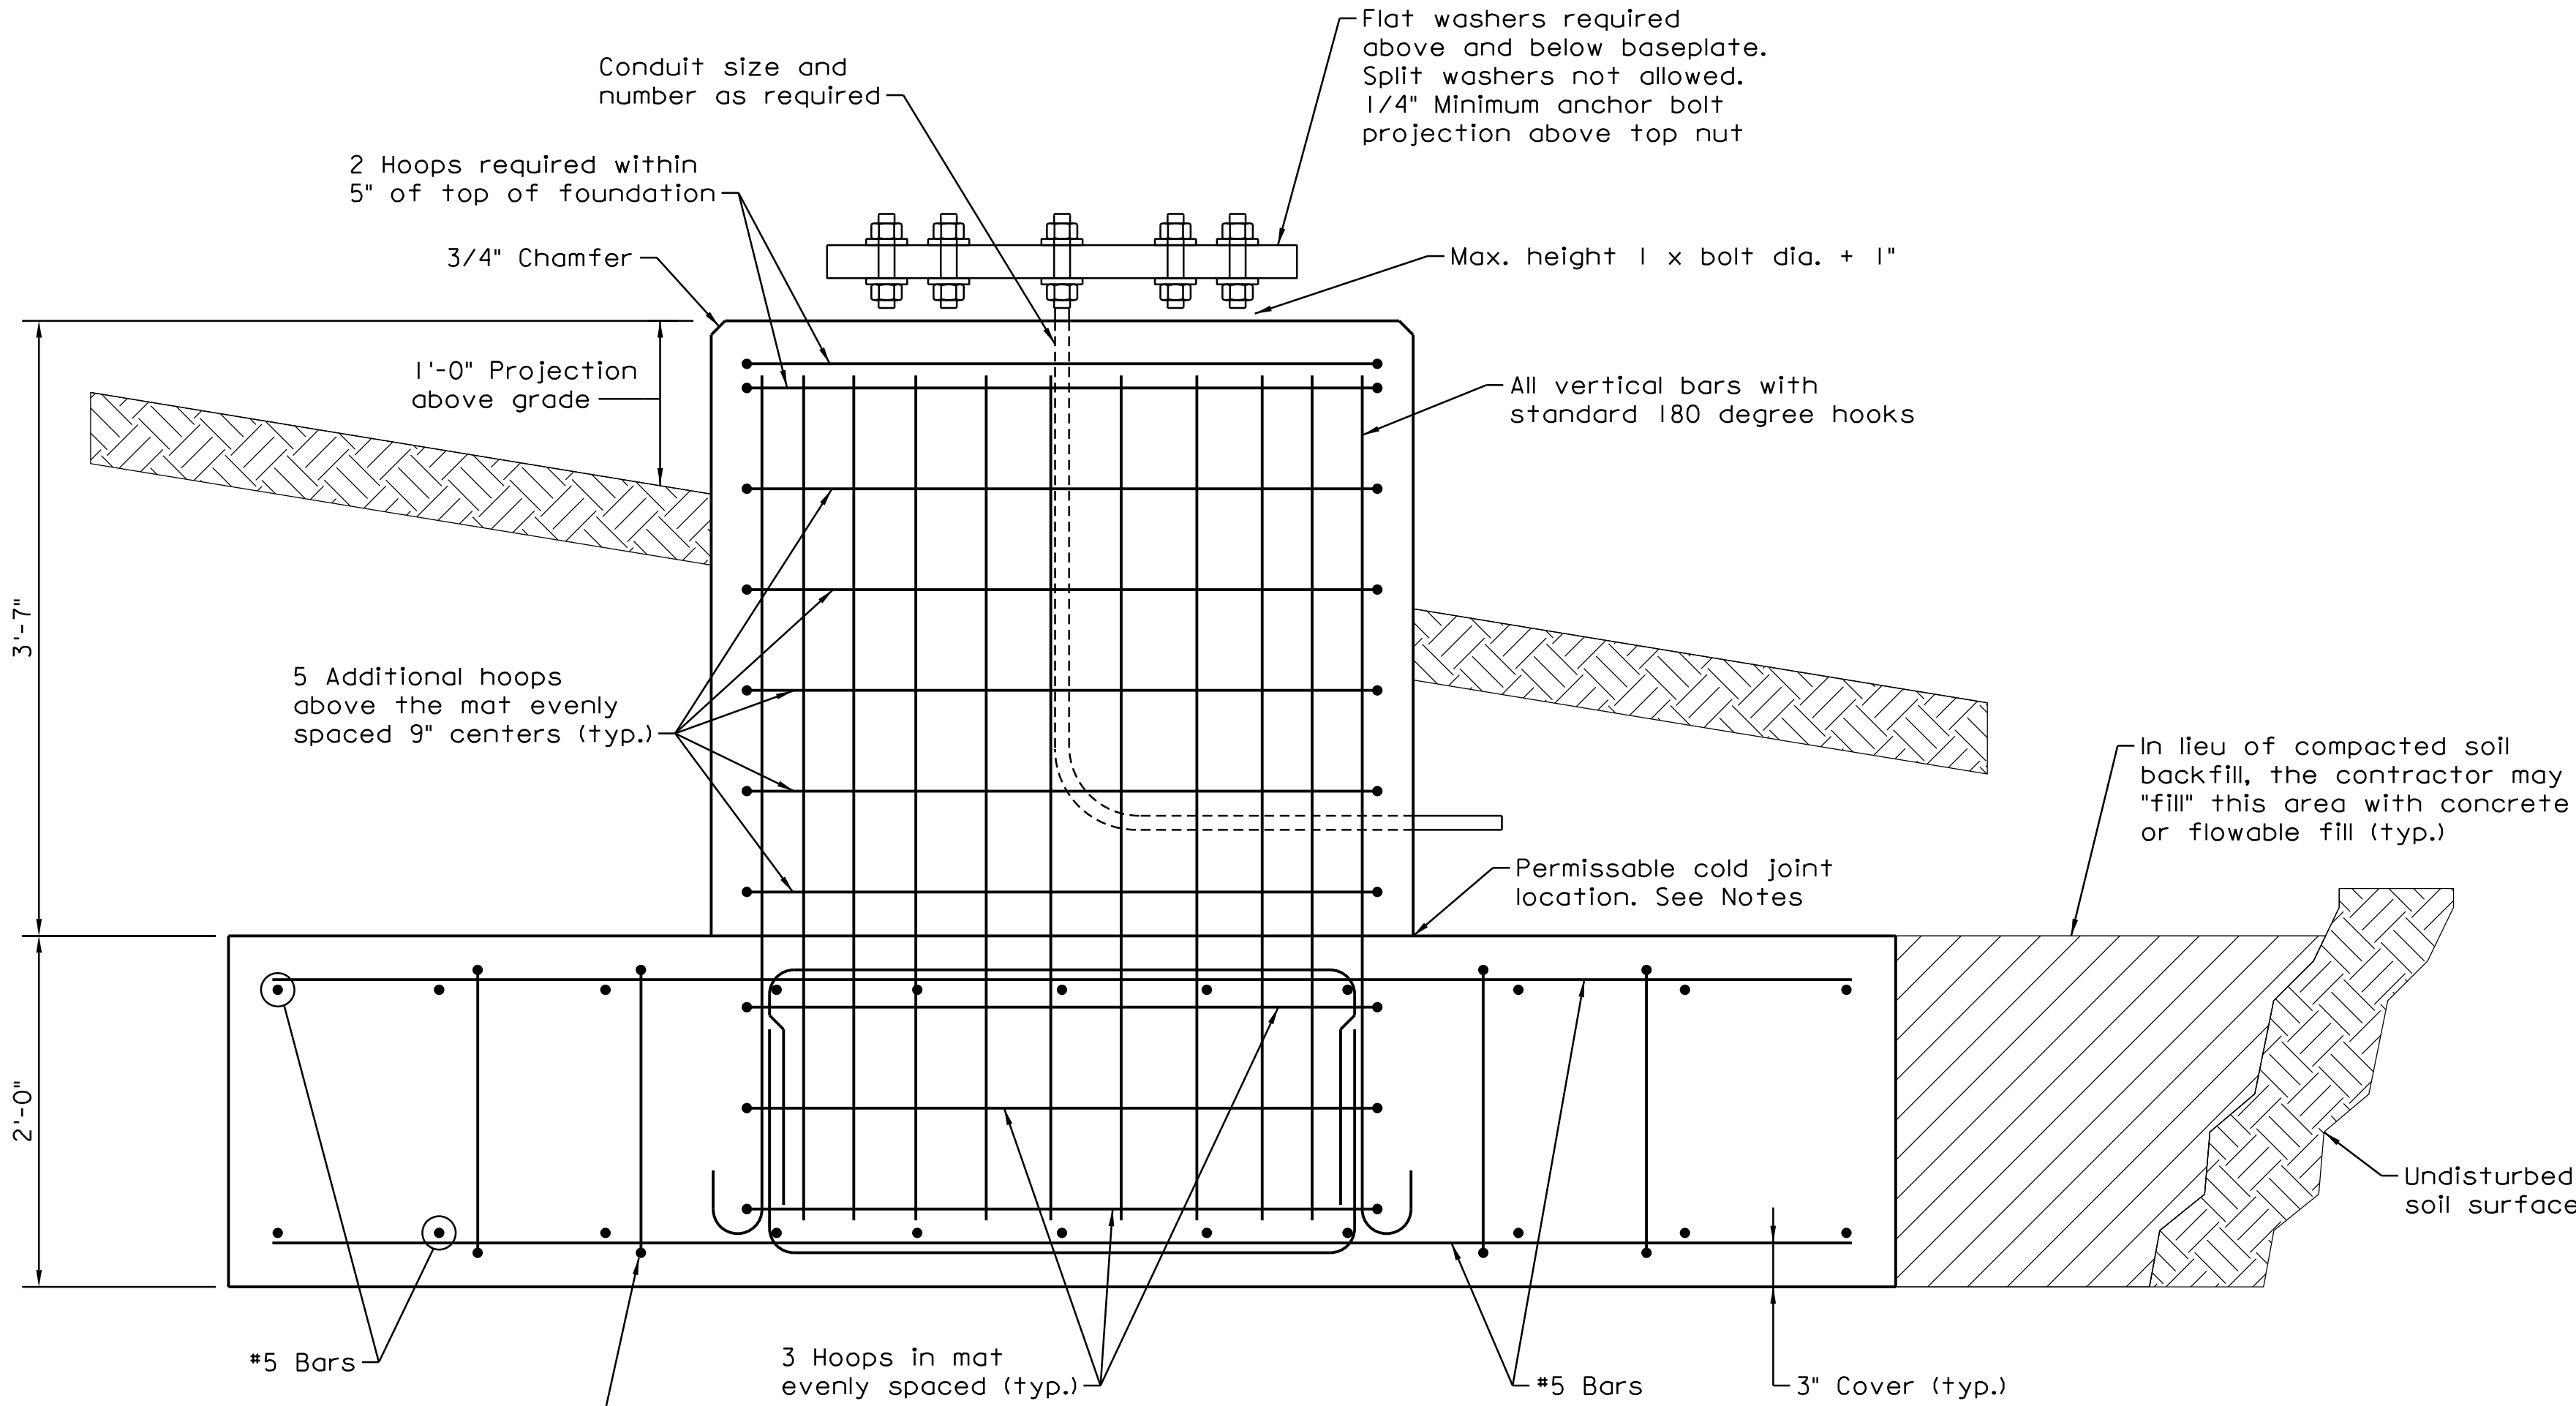 Flat washers required
above and below baseplate.
Split washers not allowed.
1/4" Minimum anchor bolt
projection above top nut
Conduit size and
number as required
2 Hoops required within
5" of top of foundation
3/4" Chamfer
Max. height 1 x bolt dia. + 1"
1'-0" Projection
above grade
All vertical bars with
standard 180 degree hooks
3'-7"
5 Additional hoops
above the mat evenly
spaced 9" centers (typ.)
In lieu of compacted soil
backfill, the contractor may
"fill" this area with concrete
or flowable fill (typ.)
Permissable cold joint
location. See Notes
2'-0"
Undisturbed
soil surface
#5 Bars
3 Hoops in mat
evenly spaced (typ.)
#5 Bars
3" Cover (typ.)